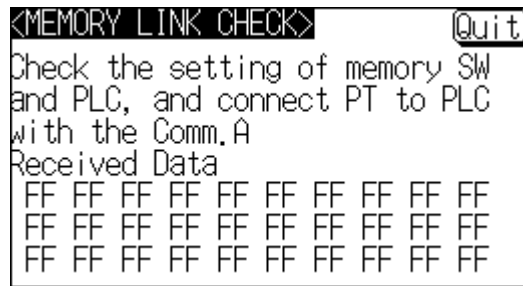 <MEMORY LINK CHECK> Quit
Check the setting of memory SW
and PLC, and connect PT to PLC
with the Comm.A
Received Data
FF FF FF FF FF FF FF FF FF FF
FF FF FF FF FF FF FF FF FF FF
FF FF FF FF FF FF FF FF FF FF